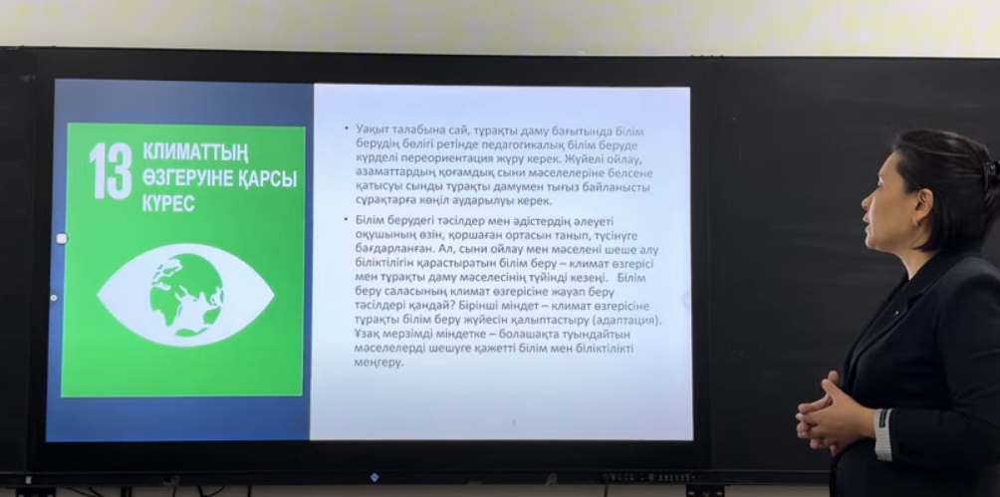 13 КЛИМАТТЫҢ
ӨЗГЕРУІНЕ ҚАРСЫ
КҮРЕС
• Уақыт талабына сай, тұрақты даму бағытында білім
берудің бөлігі ретінде педагогикалық білім беруде
күрделі переориентация жүру керек. Жүйелі ойлау,
азаматтардың қоғамдық сыни мәселелеріне белсене
қатысуы сынды тұрақты дамумен тығыз байланысты
сұрақтарға көңіл аударылуы керек.
• Білім берудегі тәсілдер мен әдістердің әлеуеті
оқушының өзін, қоршаған ортасын танып, түсінуге
бағдарланған. Ал, сыни ойлау мен мәселені шеше алу
біліктілігін қарастыратын білім беру – климат өзгерісі
мен тұрақты даму мәселесінің түйінді кезеңі. Білім
беру саласының климат өзгерісіне жауап беру
тәсілдері қандай? Бірінші міндет – климат өзгерісіне
тұрақты білім беру жүйесін қалыптастыру (адаптация).
Ұзақ мерзімді міндетке – болашақта туындайтын
мәселелерді шешуге қажетті білім мен біліктілікті
меңгеру.